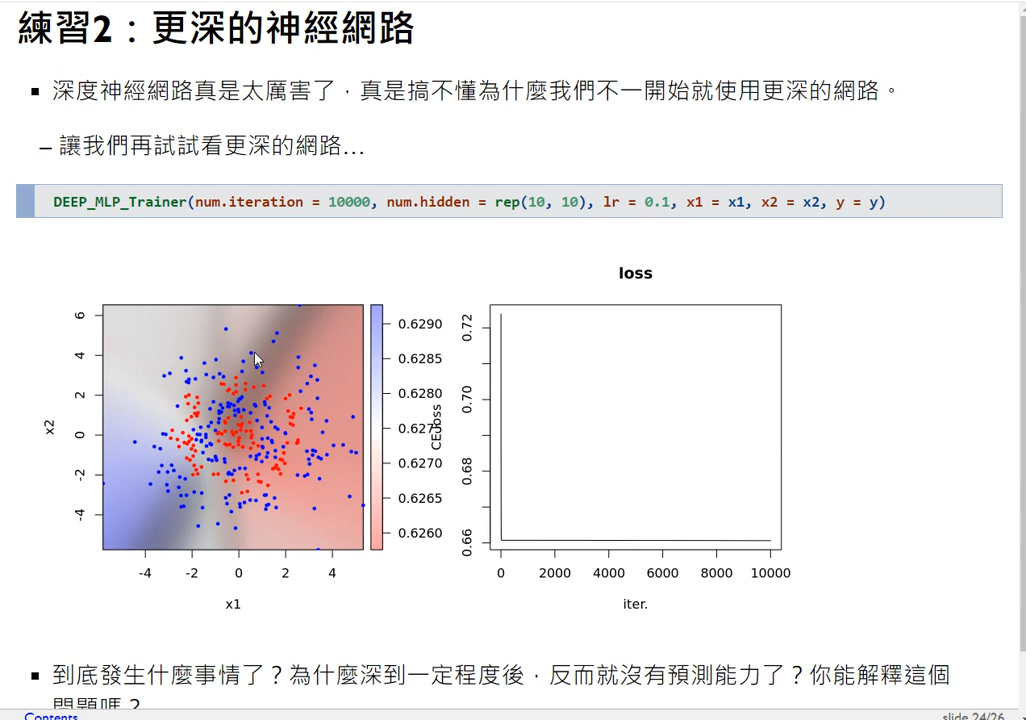 練習2：更深的神經網路
▪ 深度神經網路真是太厲害了，真是搞不懂為什麼我們不一開始就使用更深的網路。
– 讓我們再試試看更深的網路...
DEEP_MLP_Trainer(num.iteration = 10000, num.hidden = rep(10, 10), lr = 0.1, x1 = x1, x2 = x2, y = y)
loss
6
4
2
0
-2
-4
x2
-4 -2 0 2 4
x1
0.6290
0.6285
0.6280
0.6275
0.6270
0.6265
0.6260
CE loss
0.72
0.70
0.68
0.66
0 2000 4000 6000 8000 10000
iter.
▪ 到底發生什麼事情了？為什麼深到一定程度後，反而就沒有預測能力了？你能解釋這個
問題嗎？
Contents
slide 24/26